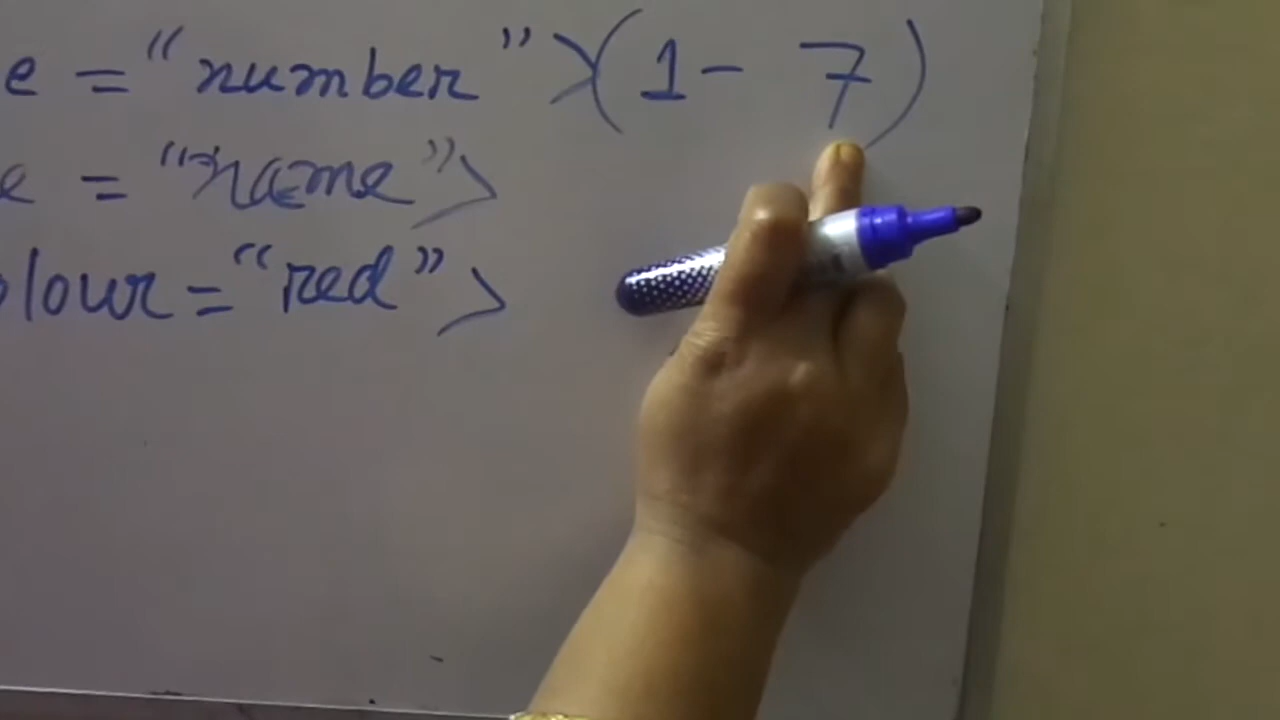 e = "number">(1- 7)
e = "name">
olour = "red">